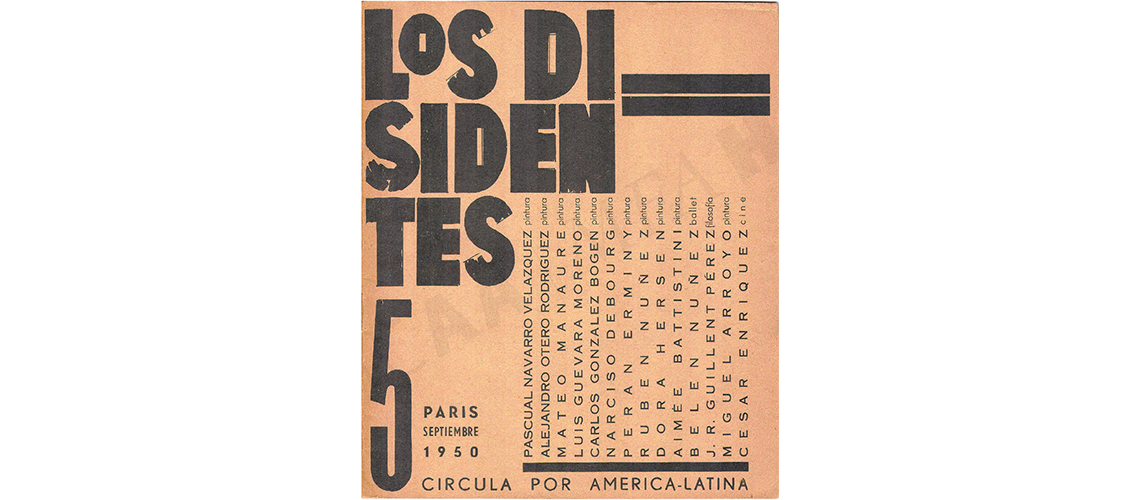 LOS DI
SIDEN
TES
5
PARIS
SEPTIEMBRE
1950
PASCUAL NAVARRO VELAZQUEZ pintura
ALEJANDRO OTERO RODRIGUEZ pintura
MATEO MANAURE pintura
LUIS GUEVARA MORENO pintura
CARLOS GONZALEZ BOGEN pintura
NARCISO DEBOURG pintura
PERAN ERMINY pintura
RUBEN NUÑEZ pintura
DORA HERSEN pintura
AIMÉE BATTISTINI pintura
BELEN NUÑEZ ballet
J. R. GUILLENT PÉREZ filosofia
MIGUEL ARROYO pintura
CESAR ENRIQUEZ cine
CIRCULA POR AMERICA-LATINA